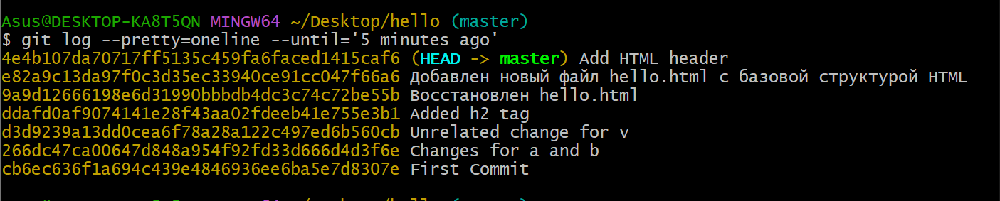 Asus@DESKTOP-KA8T5QN MINGW64 ~/Desktop/hello (master)
$ git log --pretty=oneline --until='5 minutes ago'
4e4b107da70717ff5135c459fa6faced1415caf6 (HEAD -> master) Add HTML header
e82a9c13da97f0c3d35ec33940ce91cc047f66a6 Добавлен новый файл hello.html с базовой структурой HTML
9a9d12666198e6d31990bbbdb4dc3c74c72be55b Восстановлен hello.html
ddafd0af9074141e28f43aa02fdeeb41e755e3b1 Added h2 tag
d3d9239a13dd0cea6f78a28a122c497ed6b560cb Unrelated change for v
266dc47ca00647d848a954f92fd33d666d4d3f6e Changes for a and b
cb6ec636f1a694c439e4846936ee6ba5e7d8307e First Commit